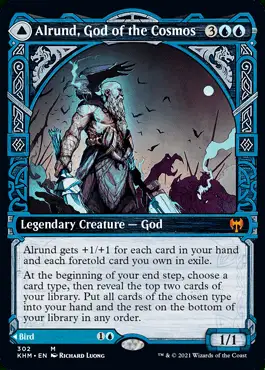 Alrund, God of the Cosmos 3
Legendary Creature — God
Alrund gets +1/+1 for each card in your hand
and each foretold card you own in exile.
At the beginning of your end step, choose a
card type, then reveal the top two cards of
your library. Put all cards of the chosen type
into your hand and the rest on the bottom of
your library in any order.
Bird 1
1/1
302 M
KHM • EN RICHARD LUONG
™ & © 2021 Wizards of the Coast